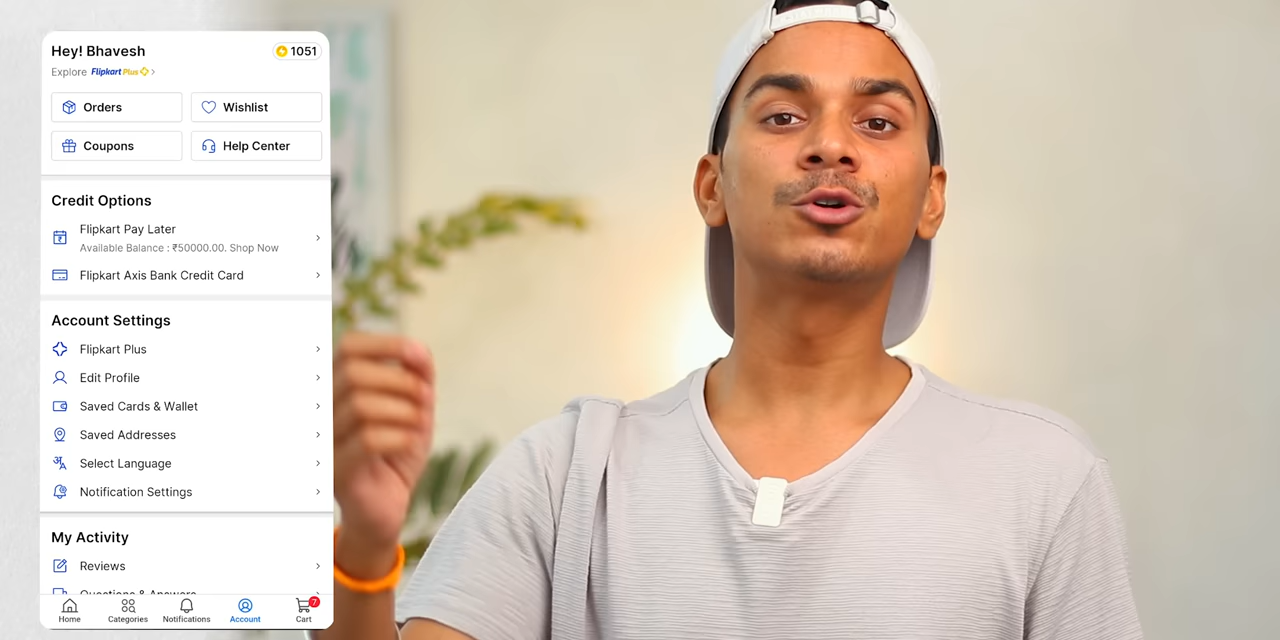 Hey! Bhavesh
1051
Explore Flipkart Plus
Orders
Wishlist
Coupons
Help Center
Credit Options
Flipkart Pay Later
Available Balance : ₹50000.00. Shop Now
Flipkart Axis Bank Credit Card
Account Settings
Flipkart Plus
Edit Profile
Saved Cards & Wallet
Saved Addresses
Select Language
Notification Settings
My Activity
Reviews
Questions & Answers
Home
Categories
Notifications
Account
7
Cart